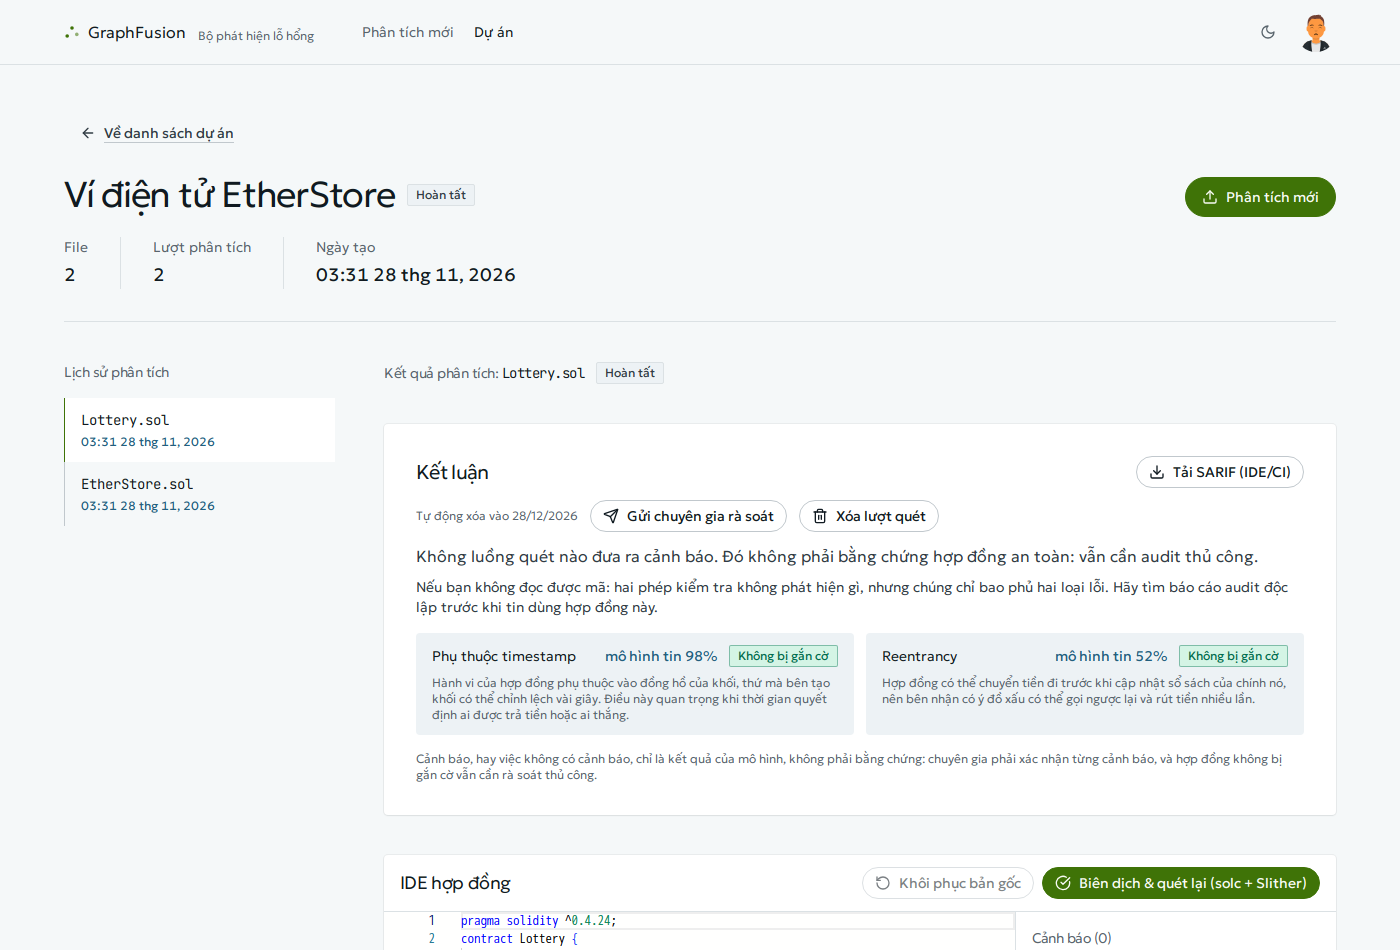 GraphFusion Bộ phát hiện lỗ hổng Phân tích mới Dự án
Về danh sách dự án
Ví điện tử EtherStore Hoàn tất
Phân tích mới
File Lượt phân tích Ngày tạo
2 2 03:31 28 thg 11, 2026
Lịch sử phân tích
Lottery.sol
03:31 28 thg 11, 2026
EtherStore.sol
03:31 28 thg 11, 2026
Kết quả phân tích: Lottery.sol Hoàn tất
Kết luận
Tải SARIF (IDE/CI)
Tự động xóa vào 28/12/2026 Gửi chuyên gia rà soát Xóa lượt quét
Không luồng quét nào đưa ra cảnh báo. Đó không phải bằng chứng hợp đồng an toàn: vẫn cần audit thủ công.
Nếu bạn không đọc được mã: hai phép kiểm tra không phát hiện gì, nhưng chúng chỉ bao phủ hai loại lỗi. Hãy tìm báo cáo audit độc
lập trước khi tin dùng hợp đồng này.
Phụ thuộc timestamp mô hình tin 98% Không bị gắn cờ
Hành vi của hợp đồng phụ thuộc vào đồng hồ của khối, thứ mà bên tạo
khối có thể chỉnh lệch vài giây. Điều này quan trọng khi thời gian quyết
định ai được trả tiền hoặc ai thắng.
Reentrancy mô hình tin 52% Không bị gắn cờ
Hợp đồng có thể chuyển tiền đi trước khi cập nhật sổ sách của chính nó,
nên bên nhận có ý đồ xấu có thể gọi ngược lại và rút tiền nhiều lần.
Cảnh báo, hay việc không có cảnh báo, chỉ là kết quả của mô hình, không phải bằng chứng: chuyên gia phải xác nhận từng cảnh báo, và hợp đồng không bị
gắn cờ vẫn cần rà soát thủ công.
IDE hợp đồng
Khôi phục bản gốc
Biên dịch & quét lại (solc + Slither)
1 pragma solidity ^0.4.24;
2 contract Lottery {
Cảnh báo (0)